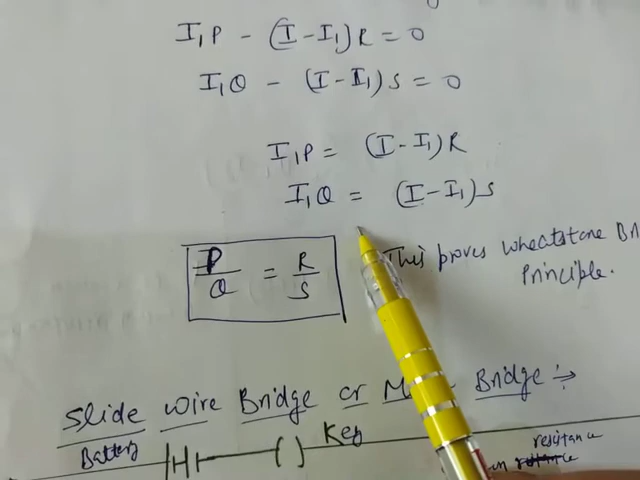 I₁P - (I - I₁)R = 0
I₁Q - (I - I₁)S = 0
I₁P = (I - I₁)R
I₁Q = (I - I₁)S
P/Q = R/S
This proves wheatstone
Principle.
Slide wire Bridge or Bridge :-
Battery Key
resistance